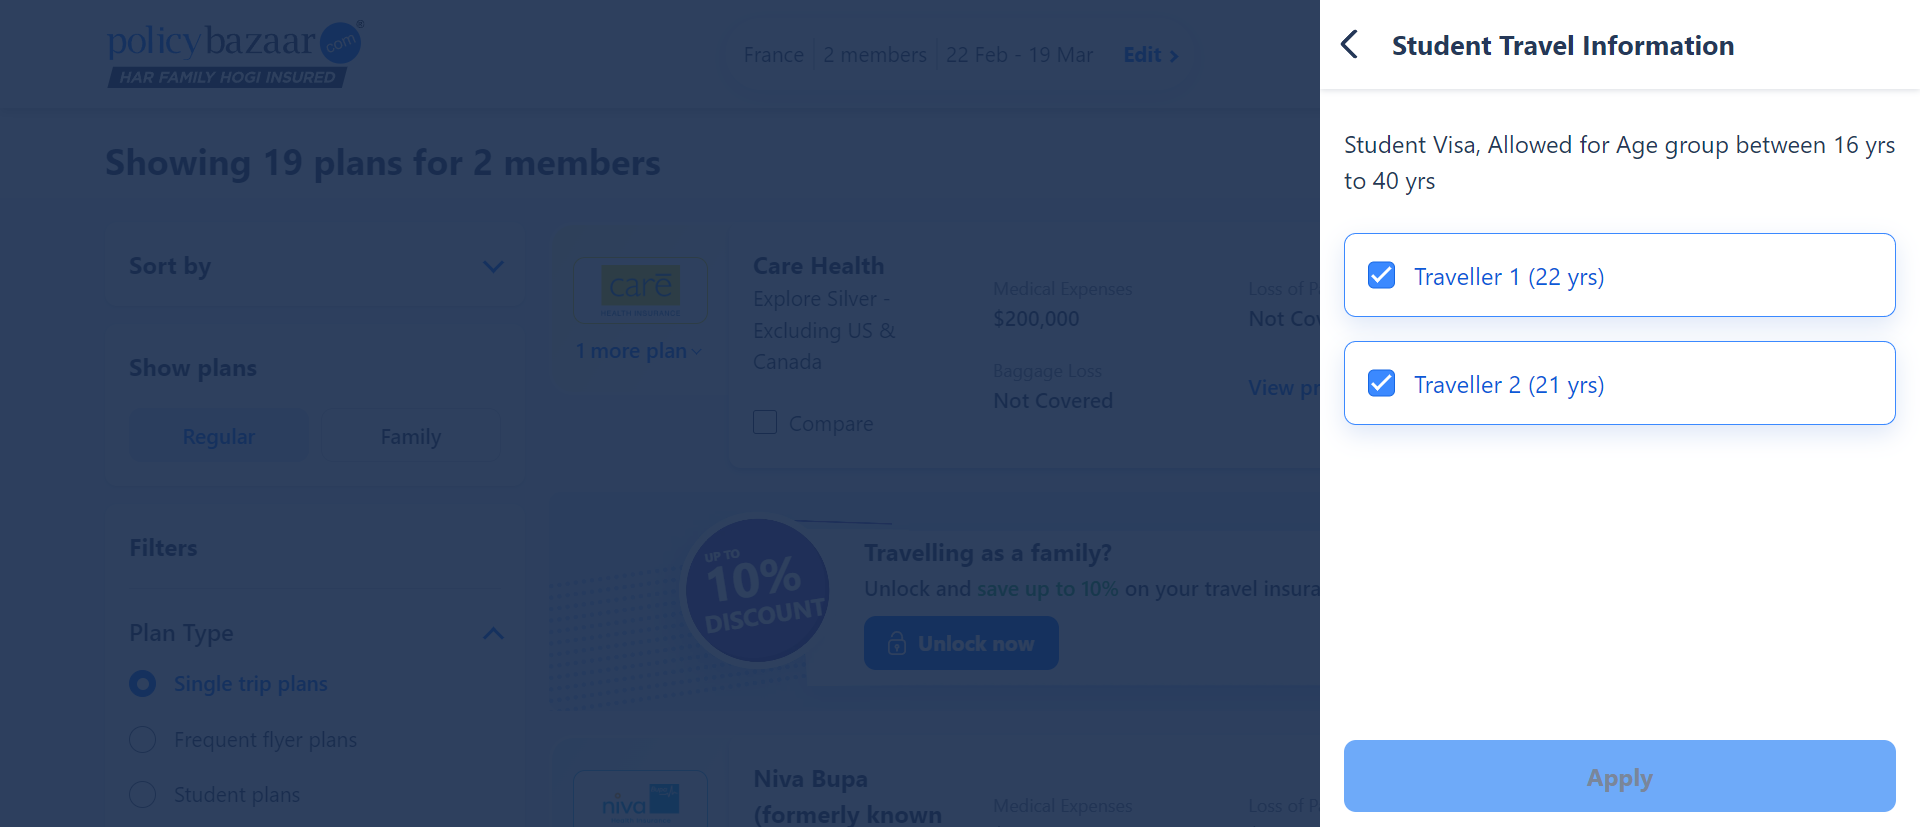 policybazaar com
HAR FAMILY HOGI INSURED
France
2 members
22 Feb - 19 Mar
Edit
Student Travel Information
Showing 19 plans for 2 members
Student Visa, Allowed for Age group between 16 yrs
to 40 yrs
Traveller 1 (22 yrs)
Traveller 2 (21 yrs)
Apply
Sort by
Show plans
Regular
Family
Filters
Plan Type
Single trip plans
Frequent flyer plans
Student plans
care
HEALTH INSURANCE
1 more plan
Care Health
Explore Silver -
Excluding US &
Canada
Compare
Medical Expenses
$200,000
Baggage Loss
Not Covered
Loss of P
Not Co
View pr
UP TO
10%
DISCOUNT
Travelling as a family?
Unlock and save up to 10% on your travel insura
Unlock now
niva
Niva Bupa
(formerly known
Medical Expenses
Loss of P